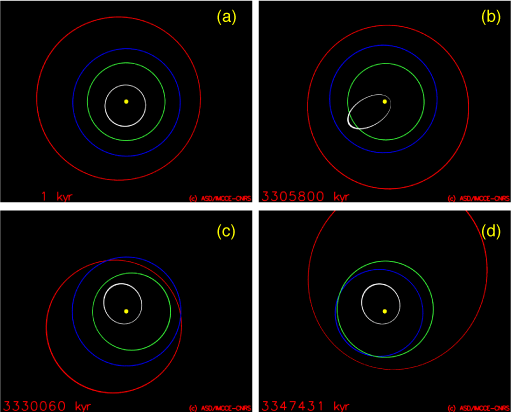 (a)
1 kyr
(c) ASD/IMCCE-CNRS
(b)
3305800 kyr
(c) ASD/IMCCE-CNRS
(c)
3330060 kyr
(c) ASD/IMCCE-CNRS
(d)
3347431 kyr
(c) ASD/IMCCE-CNRS